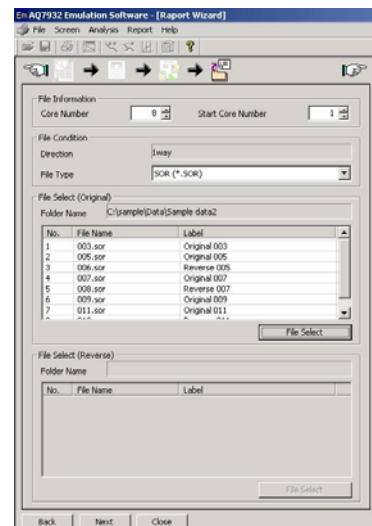 En AQ7932 Emulation Software - [Raport Wizard]
File Screen Analysis Report Help
File Information
Core Number 8 Start Core Number 1
File Condition
Direction 1way
File Type SOR (*.SOR)
File Select (Original)
Folder Name C:\sample\Data\Sample data2
No. File Name Label
1 003.sor Original 003
2 005.sor Original 005
3 006.sor Reverse 005
4 007.sor Original 007
5 008.sor Reverse 007
6 009.sor Original 009
7 011.sor Original 011
File Select
File Select (Reverse)
Folder Name
No. File Name Label
File Select
Back Next Close